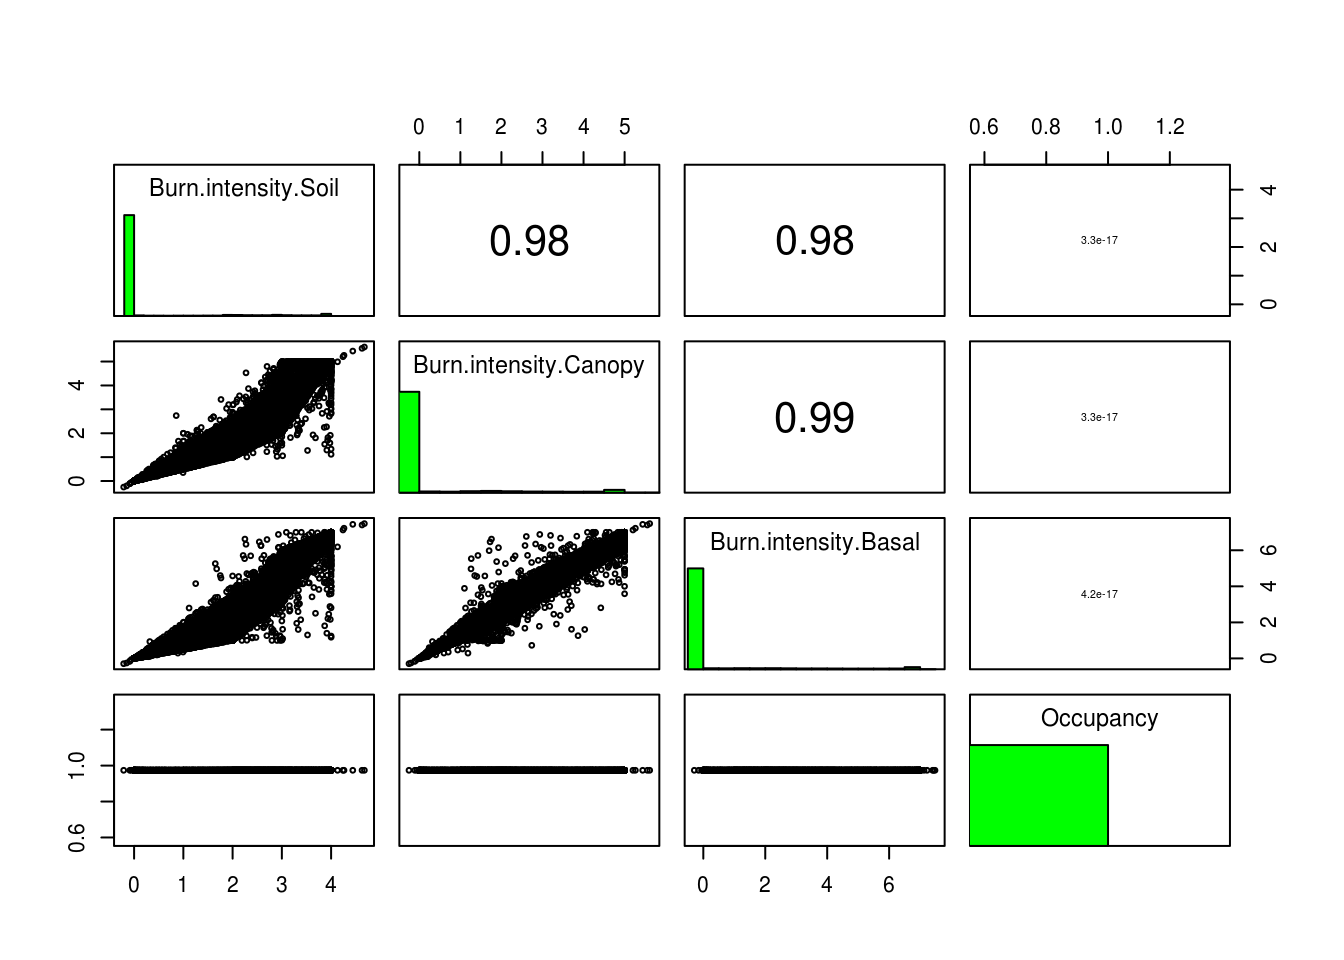 0 1 2 3 4 5
0.6 0.8 1.0 1.2
Burn.intensity.Soil
0.98
0.98
3.3e-17
4
2
0
4
2
0
Burn.intensity.Canopy
0.99
3.3e-17
Burn.intensity.Basal
4.2e-17
6
4
2
0
1.0
0.6
Occupancy
0 1 2 3 4
0 2 4 6